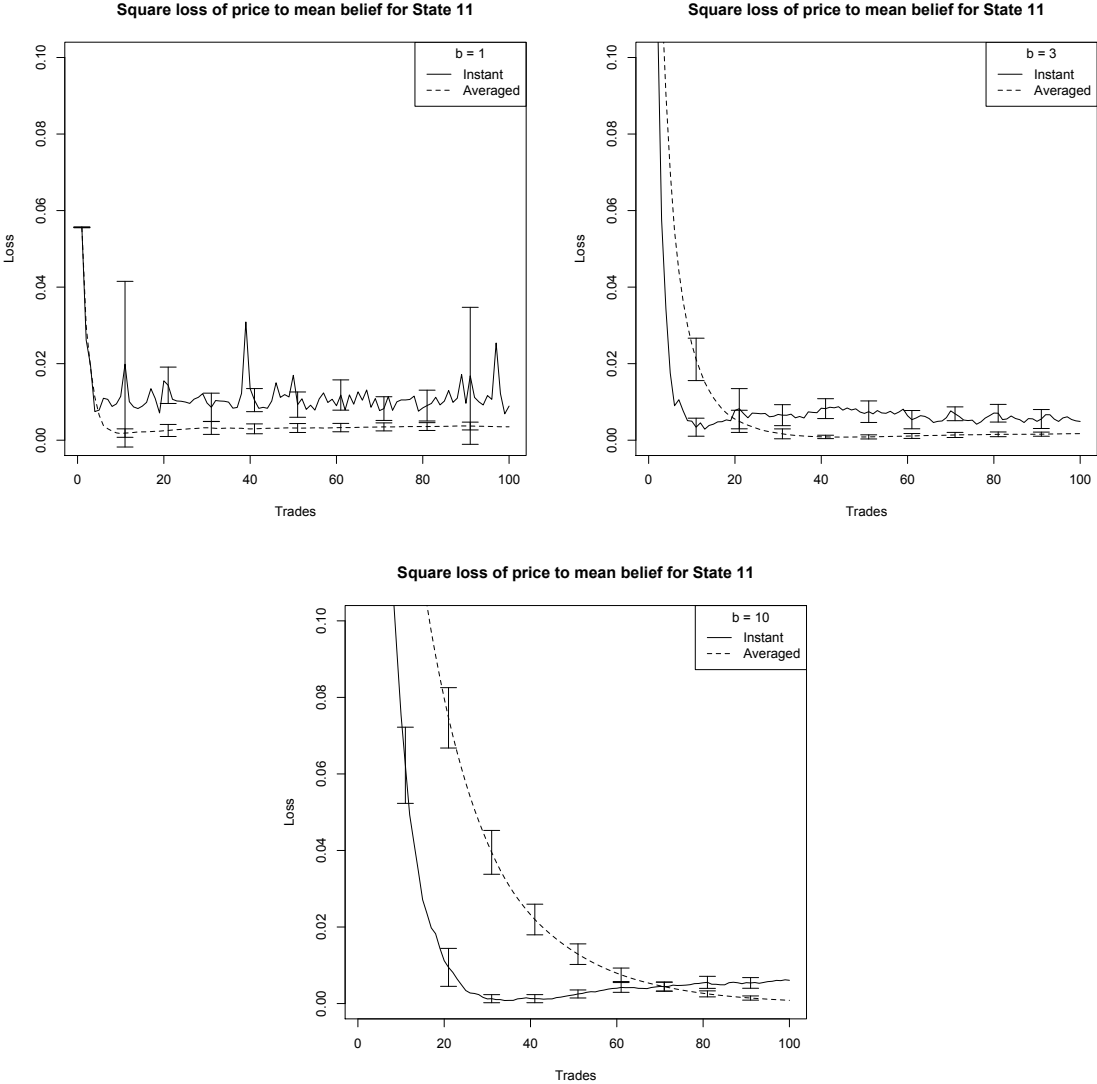 Square loss of price to mean belief for State 11
b = 1
Instant
Averaged
Loss
0.10
0.08
0.06
0.04
0.02
0.00
0 20 40 60 80 100
Trades
Square loss of price to mean belief for State 11
b = 3
Instant
Averaged
Loss
0.10
0.08
0.06
0.04
0.02
0.00
0 20 40 60 80 100
Trades
Square loss of price to mean belief for State 11
b = 10
Instant
Averaged
Loss
0.10
0.08
0.06
0.04
0.02
0.00
0 20 40 60 80 100
Trades